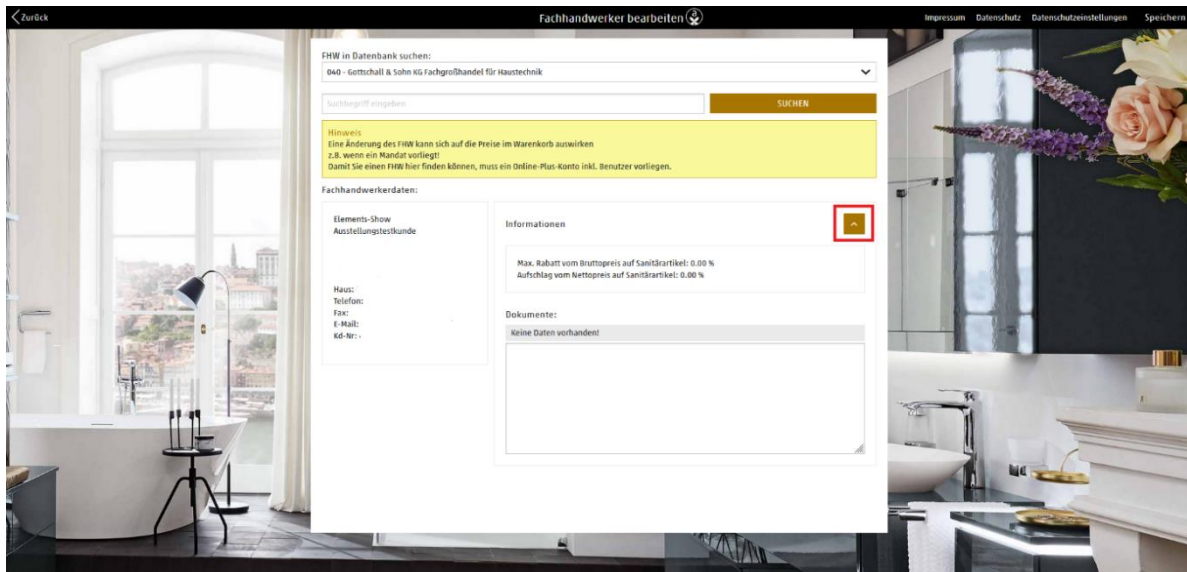 Zurück
Fachhandwerker bearbeiten
Impressum Datenschutz Datenschutzeinstellungen Speichern
FHW in Datenbank suchen:
040 - Gottschall & Sohn KG Fachgroßhandel für Haustechnik
Suchbegriff eingeben
SUCHEN
Hinweis
Eine Änderung des FHW kann sich auf die Preise im Warenkorb auswirken
z.B. wenn ein Mandat vorliegt!
Damit Sie einen FHW hier finden können, muss ein Online-Plus-Konto inkl. Benutzer vorliegen.
Fachhandwerkerdaten:
Elements-Show
Ausstellungstestkunde
Haus:
Telefon:
Fax:
E-Mail:
Kd-Nr: -
Informationen
Max. Rabatt vom Bruttopreis auf Sanitärartikel: 0.00 %
Aufschlag vom Nettopreis auf Sanitärartikel: 0.00 %
Dokumente:
Keine Daten vorhanden!